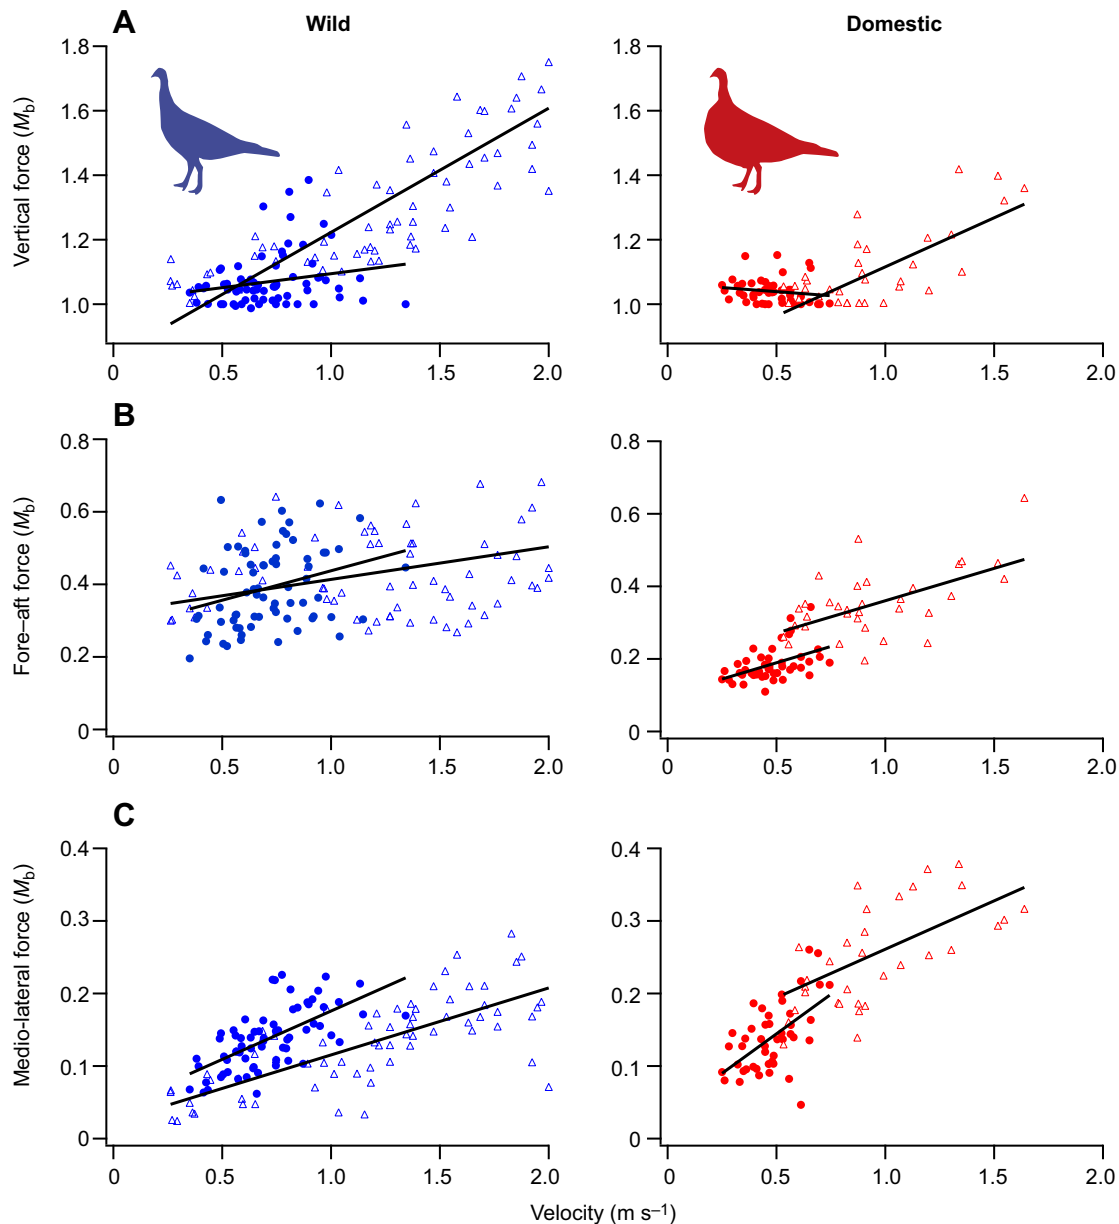 A
Wild
Domestic
Vertical force (Mb)
1.8
1.6
1.4
1.2
1.0
0 0.5 1.0 1.5 2.0
1.8
1.6
1.4
1.2
1.0
0 0.5 1.0 1.5 2.0
B
Fore–aft force (Mb)
0.8
0.6
0.4
0.2
0
0 0.5 1.0 1.5 2.0
0.8
0.6
0.4
0.2
0
0 0.5 1.0 1.5 2.0
C
Medio-lateral force (Mb)
0.4
0.3
0.2
0.1
0
0 0.5 1.0 1.5 2.0
0.4
0.3
0.2
0.1
0
0 0.5 1.0 1.5 2.0
Velocity (m s–1)